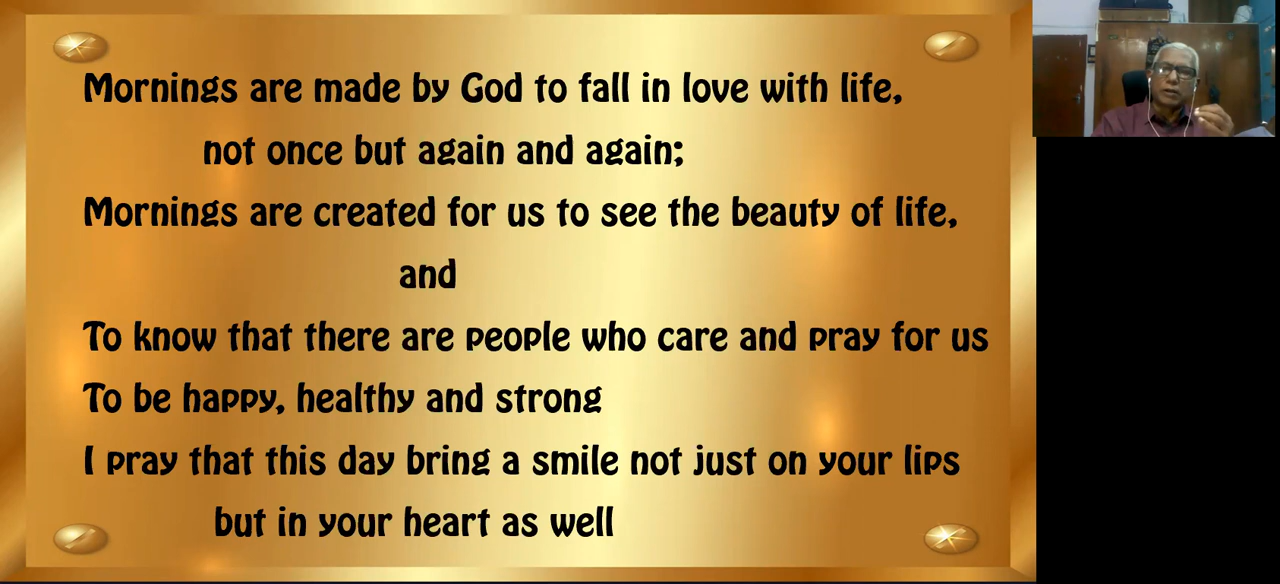 Mornings are made by God to fall in love with life,
not once but again and again;
Mornings are created for us to see the beauty of life,
and
To know that there are people who care and pray for us
To be happy, healthy and strong
I pray that this day bring a smile not just on your lips
but in your heart as well